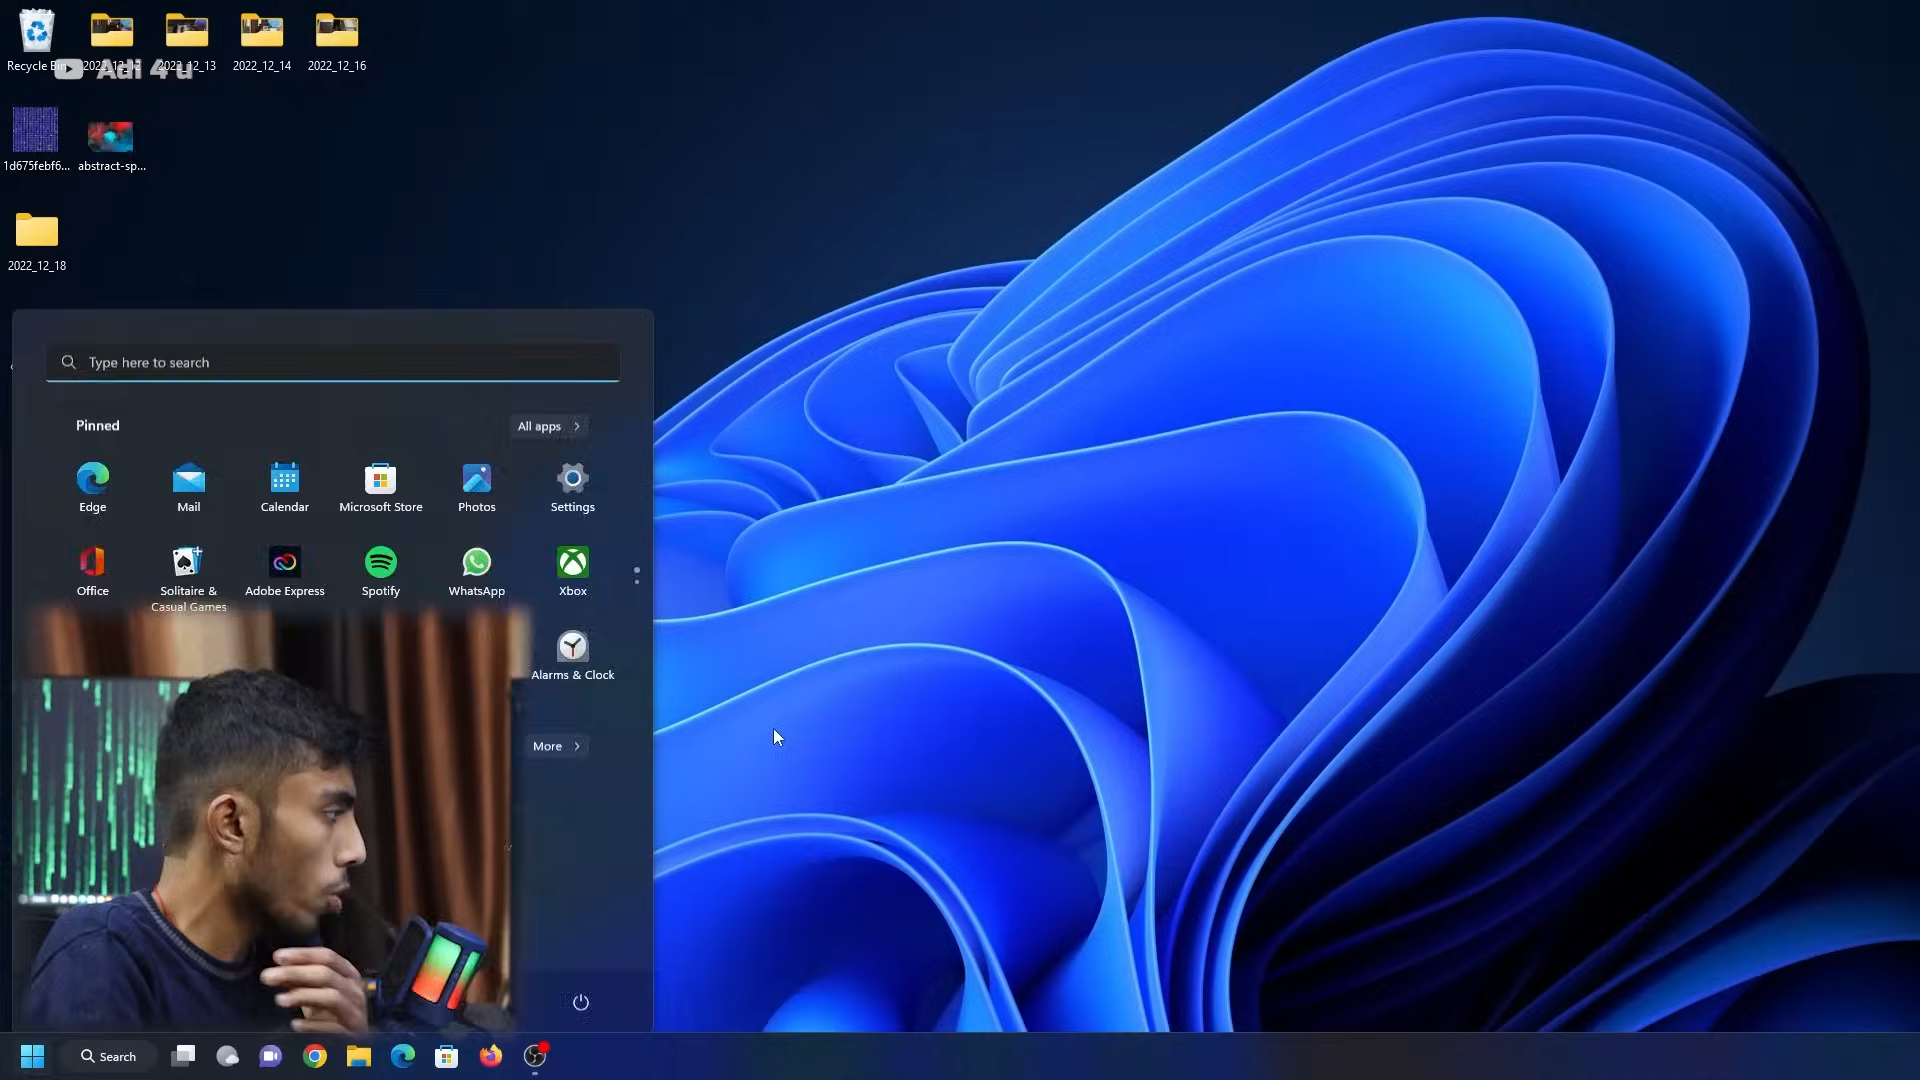 Recycle Bin
2022_12_12
2022_12_13
2022_12_14
2022_12_16
Adi 4 u
1d675febf6...
abstract-sp...
2022_12_18
Type here to search
Pinned
All apps
Edge
Mail
Calendar
Microsoft Store
Photos
Settings
Office
Solitaire &
Casual Games
Adobe Express
Spotify
WhatsApp
Xbox
Alarms & Clock
More
Search